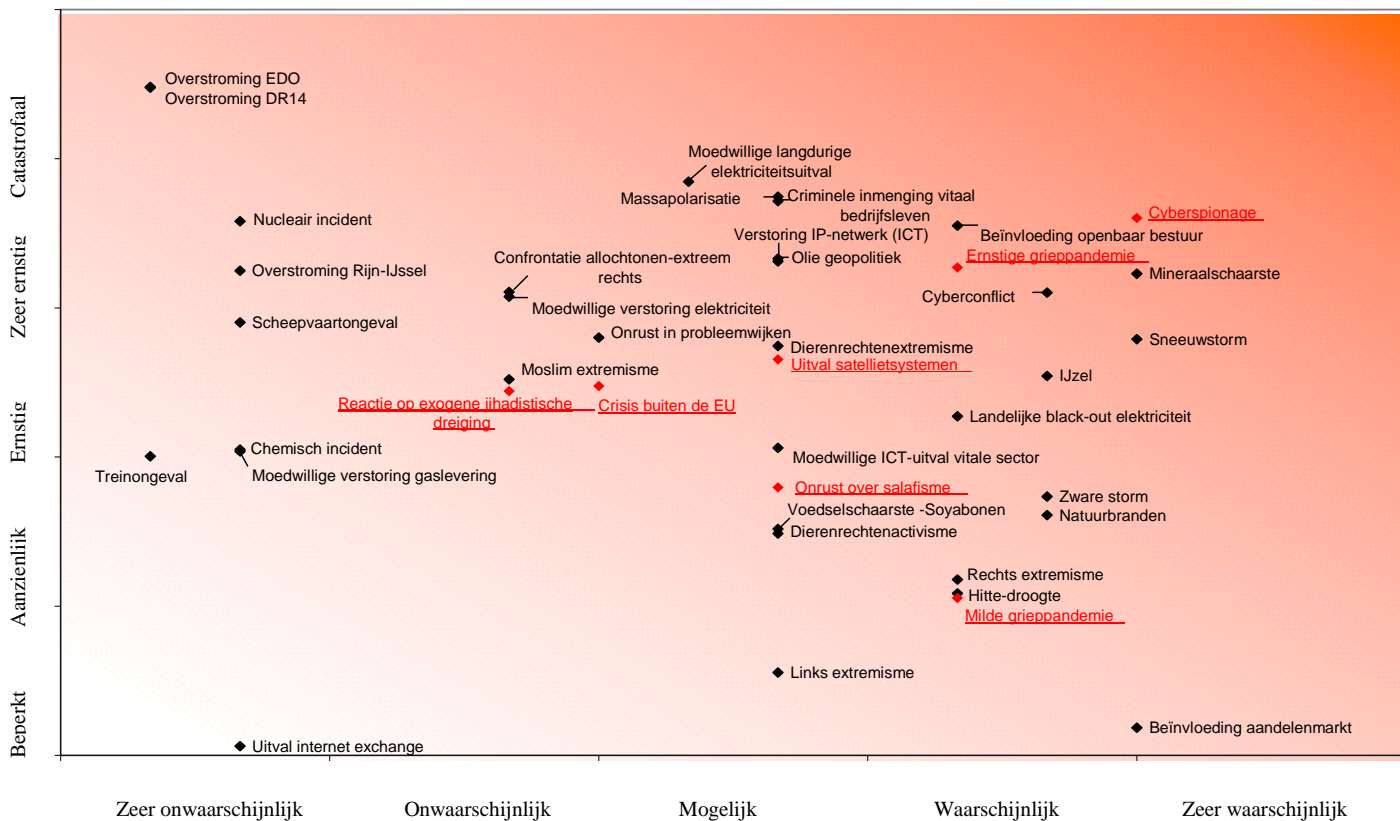 Overstroming EDO
Overstroming DR14
Catastrofaal
Moedwillige langdurige
elektriciteitsuitval
Massapolarisatie
Criminele inmenging vitaal
bedrijfsleven
Nucleair incident
Cyberspionage
Verstoring IP-netwerk (ICT)
Beïnvloeding openbaar bestuur
Confrontatie allochtonen-extreem
rechts
Olie geopolitiek
Ernstige grieppandemie
Overstroming Rijn-IJssel
Mineraalschaarste
Zeer ernstig
Cyberconflict
Moedwillige verstoring elektriciteit
Scheepvaartongeval
Onrust in probleemwijken
Dierenrechtenextremisme
Sneeuwstorm
Uitval satellietsystemen
Moslim extremisme
IJzel
Reactie op exogene jihadistische
dreiging
Crisis buiten de EU
Landelijke black-out elektriciteit
Ernstig
Chemisch incident
Moedwillige verstoring gaslevering
Treinongeval
Moedwillige ICT-uitval vitale sector
Onrust over salafisme
Zware storm
Voedselschaarste -Soyabonen
Natuurbranden
Dierenrechtenactivisme
Aanzienlijk
Rechts extremisme
Hitte-droogte
Milde grieppandemie
Links extremisme
Beperkt
Beïnvloeding aandelenmarkt
Uitval internet exchange
Zeer onwaarschijnlijk
Onwaarschijnlijk
Mogelijk
Waarschijnlijk
Zeer waarschijnlijk